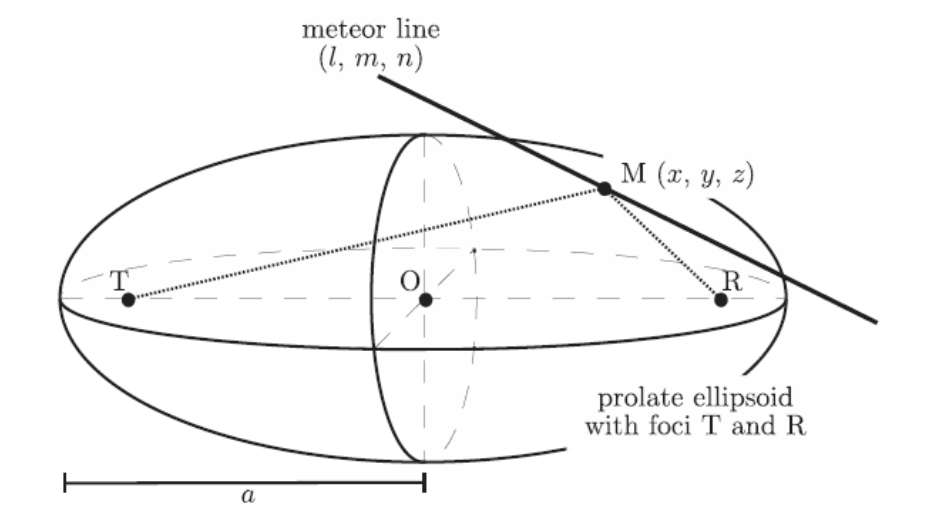 meteor line
(l, m, n)
M (x, y, z)
T
O
R
prolate ellipsoid
with foci T and R
a